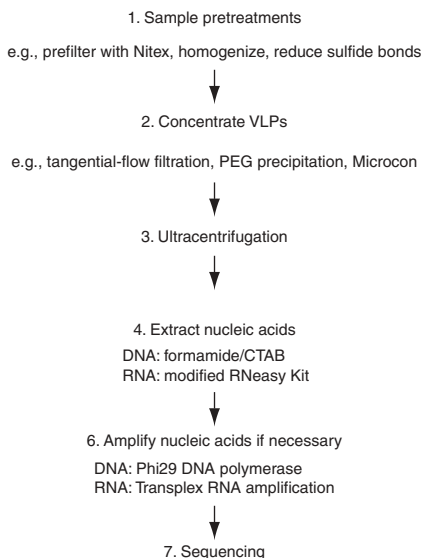 1. Sample pretreatments
e.g., prefilter with Nitex, homogenize, reduce sulfide bonds
2. Concentrate VLPs
e.g., tangential-flow filtration, PEG precipitation, Microcon
3. Ultracentrifugation
4. Extract nucleic acids
DNA: formamide/CTAB
RNA: modified RNeasy Kit
6. Amplify nucleic acids if necessary
DNA: Phi29 DNA polymerase
RNA: Transplex RNA amplification
7. Sequencing